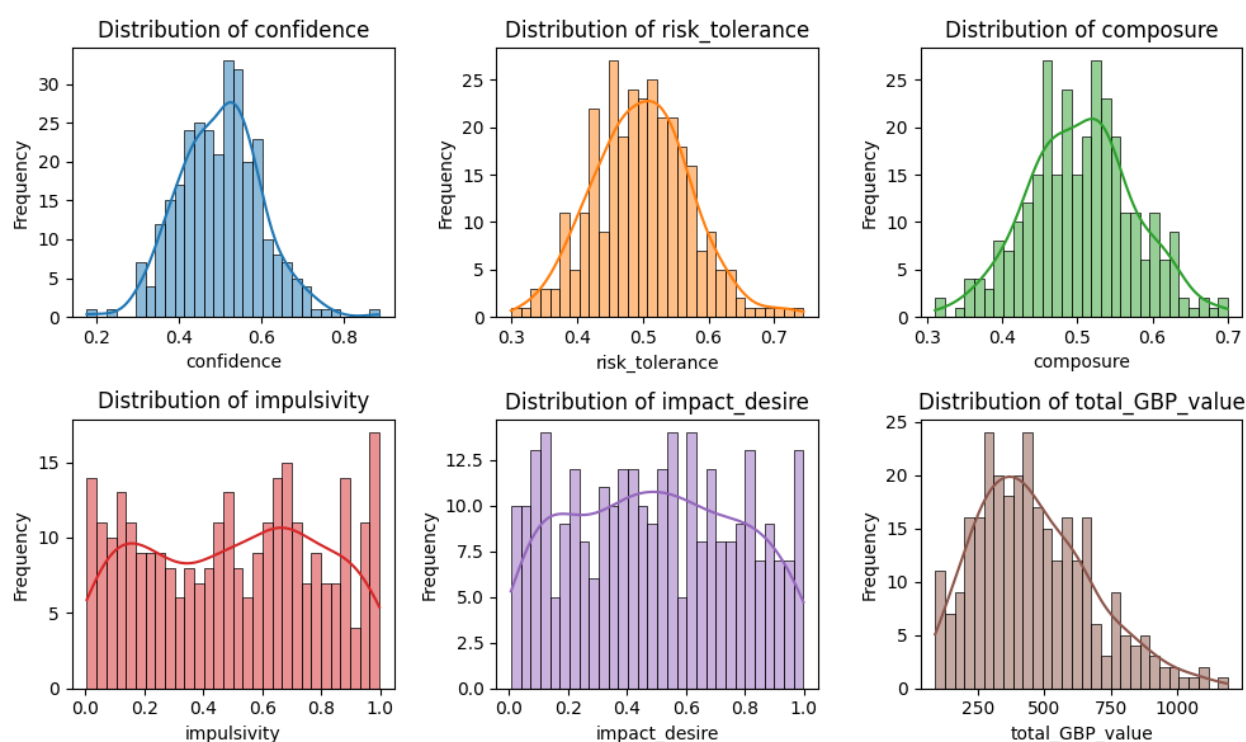 Distribution of confidence
Frequency
30
25
20
15
10
5
0
0.2 0.4 0.6 0.8
confidence
Distribution of risk_tolerance
Frequency
25
20
15
10
5
0
0.3 0.4 0.5 0.6 0.7
risk_tolerance
Distribution of composure
Frequency
25
20
15
10
5
0
0.3 0.4 0.5 0.6 0.7
composure
Distribution of impulsivity
Frequency
15
10
5
0
0.0 0.2 0.4 0.6 0.8 1.0
impulsivity
Distribution of impact_desire
Frequency
12.5
10.0
7.5
5.0
2.5
0.0
0.0 0.2 0.4 0.6 0.8 1.0
impact_desire
Distribution of total_GBP_value
Frequency
25
20
15
10
5
0
250 500 750 1000
total_GBP_value